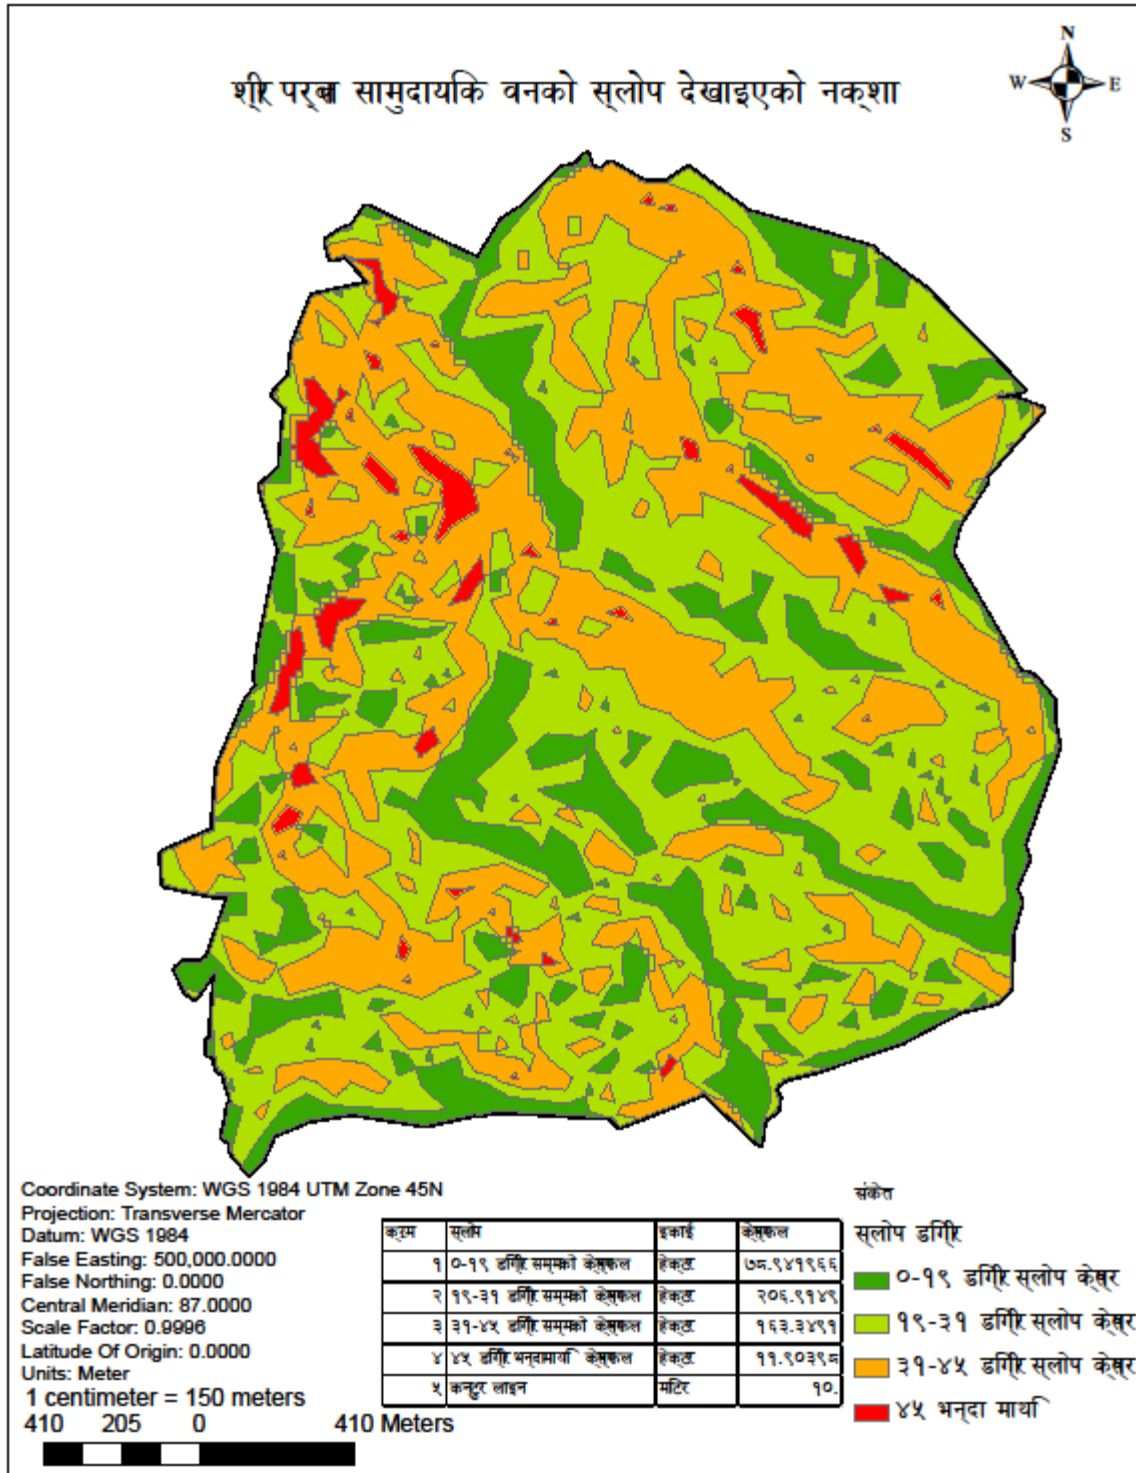 N
W E
S
श्री पर्वत सामुदायिक वनको स्लोप देखाइएको नक्शा
Coordinate System: WGS 1984 UTM Zone 45N
Projection: Transverse Mercator
Datum: WGS 1984
False Easting: 500,000.0000
False Northing: 0.0000
Central Meridian: 87.0000
Scale Factor: 0.9996
Latitude Of Origin: 0.0000
Units: Meter
1 centimeter = 150 meters
410 205 0 410 Meters
क्रम स्लोप इकाई क्षेत्रफल
१ ०-१९ डिग्रि सम्मको क्षेत्रफल हेक्टर ७८.९४१९६६
२ १९-३१ डिग्रि सम्मको क्षेत्रफल हेक्टर २०६.९१४९
३ ३१-४५ डिग्रि सम्मको क्षेत्रफल हेक्टर १६३.३४९१
४ ४५ डिग्रि भन्दामाथि क्षेत्रफल हेक्टर ११.९०३९८
५ कन्टुर लाइन मिटर १०.
संकेत
स्लोप डिग्रि
०-१९ डिग्रि स्लोप क्षेत्र
१९-३१ डिग्रि स्लोप क्षेत्र
३१-४५ डिग्रि स्लोप क्षेत्र
४५ भन्दा माथि